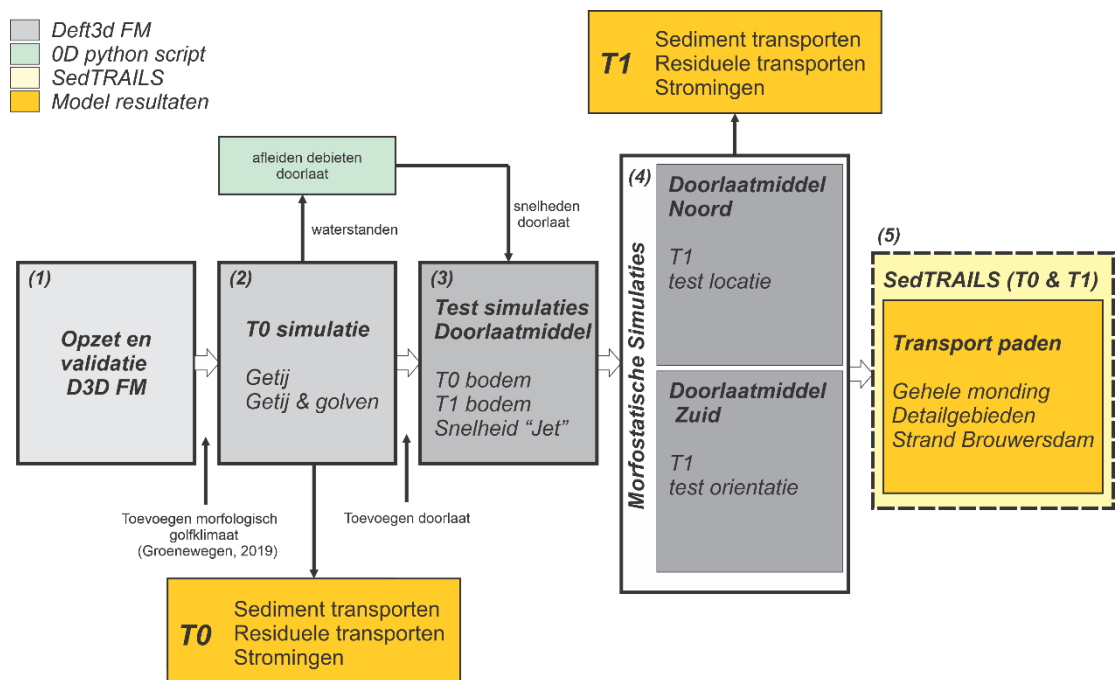 Deft3d FM
0D python script
SedTRAILS
Model resultaten
T1
Sediment transporten
Residuele transporten
Stromingen
afleiden debieten
doorlaat
waterstanden
snelheden
doorlaat
(1)
Opzet en
validatie
D3D FM
(2)
T0 simulatie
Getij
Getij & golven
(3)
Test simulaties
Doorlaatmiddel
T0 bodem
T1 bodem
Snelheid “Jet”
(4)
Morfostatische Simulaties
Doorlaatmiddel
Noord
T1
test locatie
Doorlaatmiddel
Zuid
T1
test orientatie
(5)
SedTRAILS (T0 & T1)
Transport paden
Gehele monding
Detailgebieden
Strand Brouwersdam
Toevoegen morfologisch
golfklimaat
(Groenewegen, 2019)
Toevoegen doorlaat
T0
Sediment transporten
Residuele transporten
Stromingen